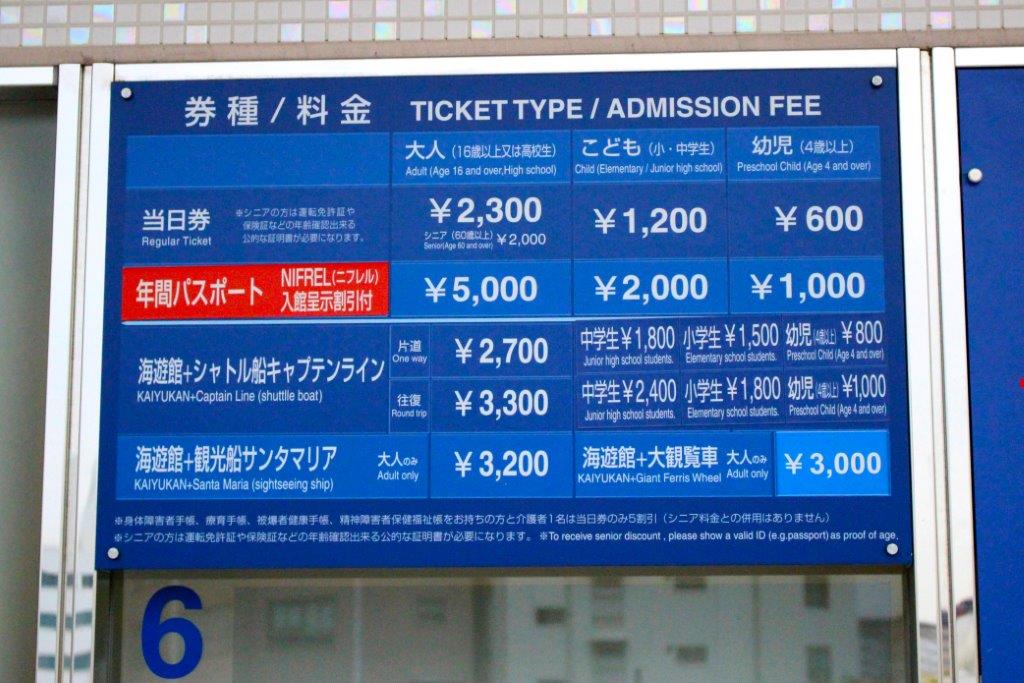 券種 / 料金 TICKET TYPE / ADMISSION FEE
大人 (16歳以上又は高校生) こども (小・中学生) 幼児 (4歳以上)
Adult (Age 16 and over,High school) Child (Elementary / Junior high school) Preschool Child (Age 4 and over)
当日券 ※シニアの方は運転免許証や
保険証などの年齢確認出来る
公的な証明書が必要になります。
Regular Ticket
¥2,300 ¥1,200 ¥600
シニア (60歳以上) ¥2,000
Senior(Age 60 and over)
年間パスポート NIFREL(ニフレル)
入館呈示割引付
¥5,000 ¥2,000 ¥1,000
海遊館+シャトル船キャプテンライン
KAIYUKAN+Captain Line (shuttlle boat)
片道 ¥2,700 中学生¥1,800 小学生¥1,500 幼児(4歳以上)¥800
One way Junior high school students. Elementary school students. Preschool Child (Age 4 and over)
往復 ¥3,300 中学生¥2,400 小学生¥1,800 幼児(4歳以上)¥1,000
Round trip Junior high school students. Elementary school students. Preschool Child (Age 4 and over)
海遊館+観光船サンタマリア 大人のみ ¥3,200 海遊館+大観覧車 大人のみ ¥3,000
KAIYUKAN+Santa Maria (sightseeing ship) Adult only KAIYUKAN+Giant Ferris Wheel Adult only
※身体障害者手帳、療育手帳、被爆者健康手帳、精神障害者保健福祉帳をお持ちの方と介護者1名は当日券のみ5割引(シニア料金との併用はありません)
※シニアの方は運転免許証や保険証などの年齢確認出来る公的な証明書が必要になります。 ※To receive senior discount , please show a valid ID (e.g.passport) as proof of age.
6